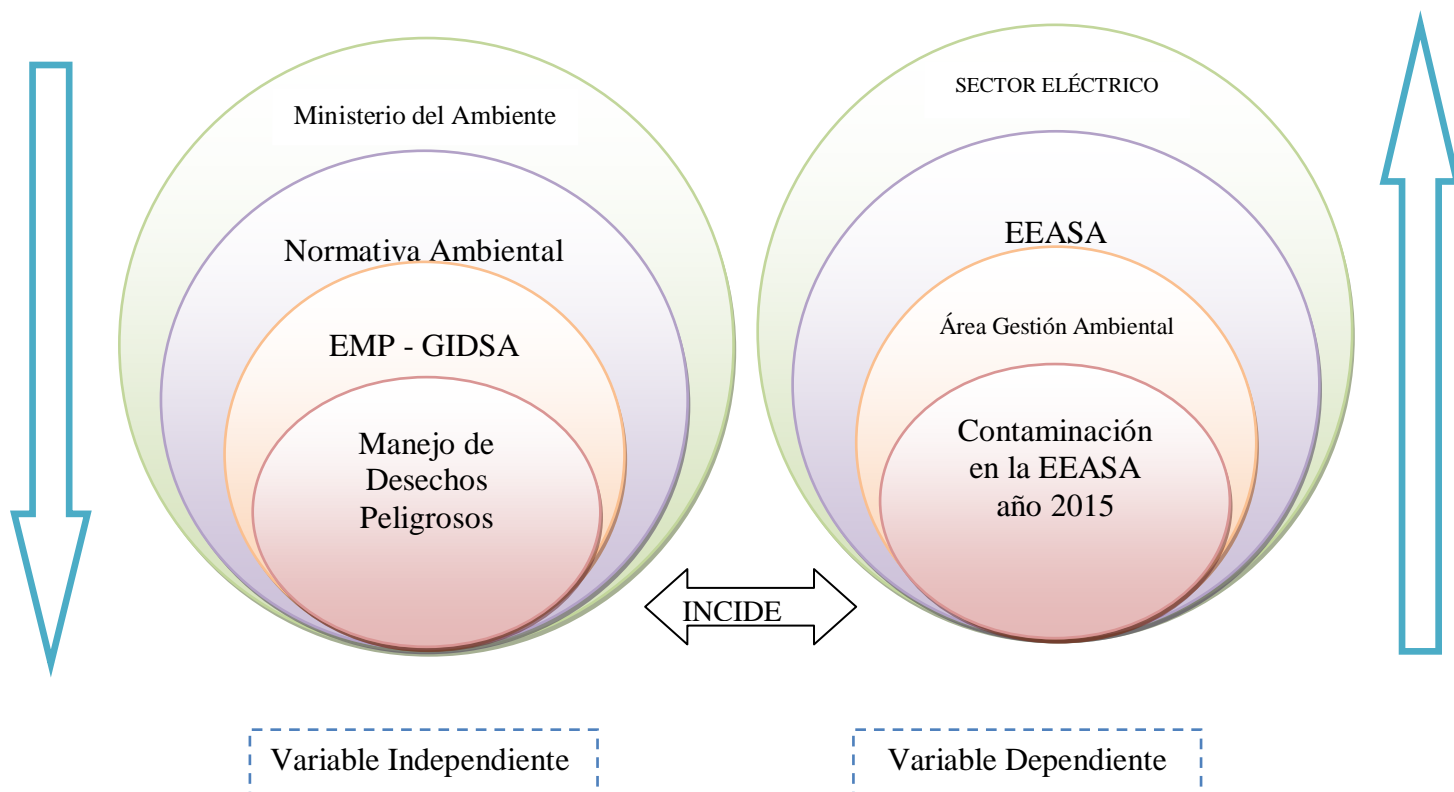 Ministerio del Ambiente
Normativa Ambiental
EMP - GIDSA
Manejo de
Desechos
Peligrosos
SECTOR ELÉCTRICO
EEASA
Área Gestión Ambiental
Contaminación
en la EEASA
año 2015
INCIDE
Variable Independiente
Variable Dependiente